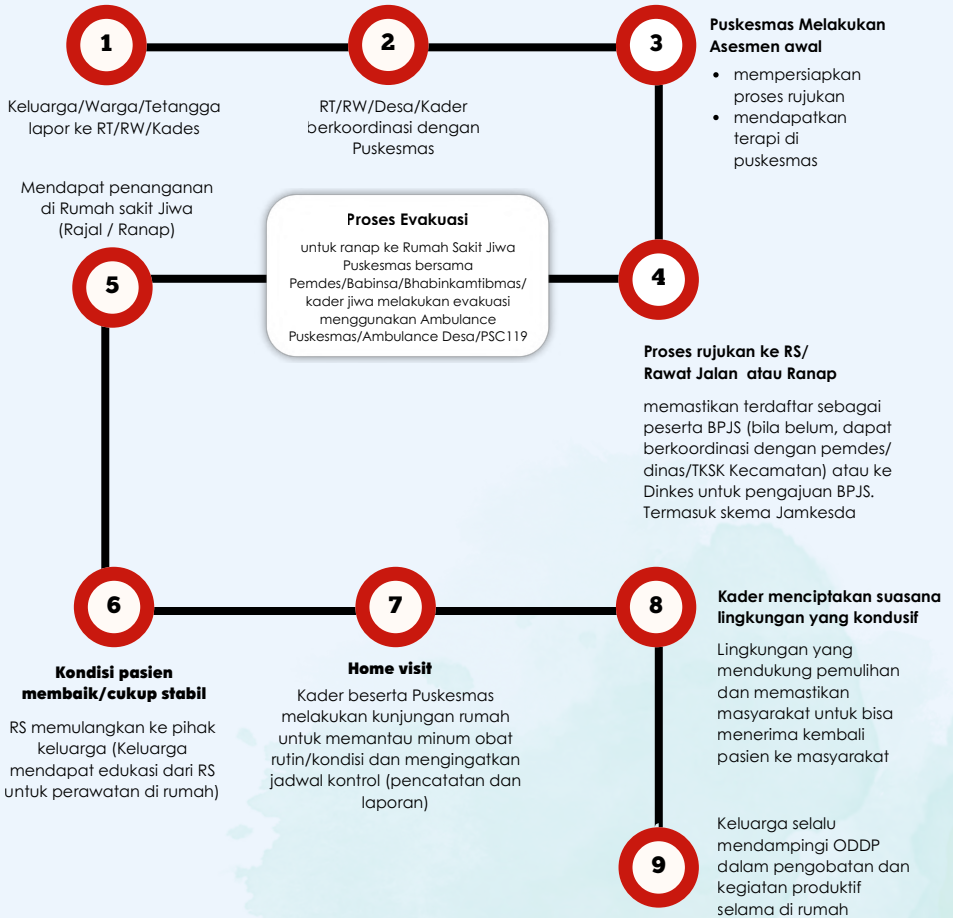 1
Keluarga/Warga/Tetangga
lapor ke RT/RW/Kades
2
RT/RW/Desa/Kader
berkoordinasi dengan
Puskesmas
3
Puskesmas Melakukan
Asesmen awal
• mempersiapkan
proses rujukan
• mendapatkan
terapi di
puskesmas
4
Proses rujukan ke RS/
Rawat Jalan atau Ranap
memastikan terdaftar sebagai
peserta BPJS (bila belum, dapat
berkoordinasi dengan pemdes/
dinas/TKSK Kecamatan) atau ke
Dinkes untuk pengajuan BPJS.
Termasuk skema Jamkesda
Proses Evakuasi
untuk ranap ke Rumah Sakit Jiwa
Puskesmas bersama
Pemdes/Babinsa/Bhabinkamtibmas/
kader jiwa melakukan evakuasi
menggunakan Ambulance
Puskesmas/Ambulance Desa/PSC119
Mendapat penanganan
di Rumah sakit Jiwa
(Rajal / Ranap)
5
6
Kondisi pasien
membaik/cukup stabil
RS memulangkan ke pihak
keluarga (Keluarga
mendapat edukasi dari RS
untuk perawatan di rumah)
7
Home visit
Kader beserta Puskesmas
melakukan kunjungan rumah
untuk memantau minum obat
rutin/kondisi dan mengingatkan
jadwal kontrol (pencatatan dan
laporan)
8
Kader menciptakan suasana
lingkungan yang kondusif
Lingkungan yang
mendukung pemulihan
dan memastikan
masyarakat untuk bisa
menerima kembali
pasien ke masyarakat
9
Keluarga selalu
mendampingi ODDP
dalam pengobatan dan
kegiatan produktif
selama di rumah